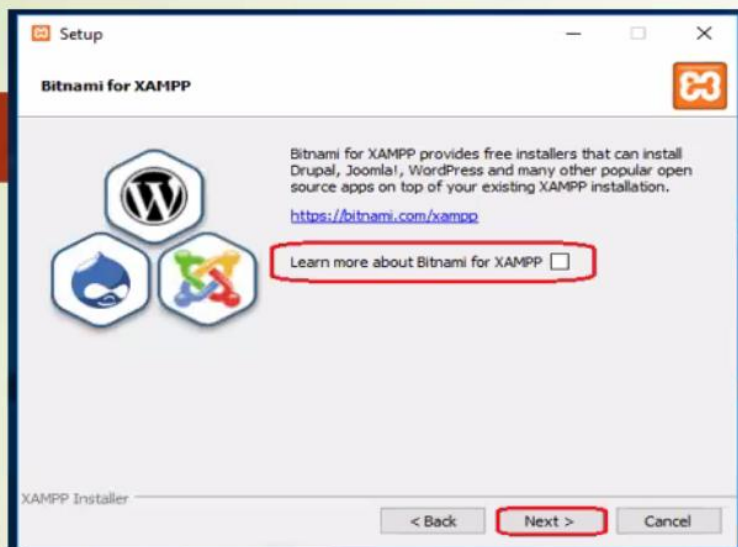 Setup
Bitnami for XAMPP
Bitnami for XAMPP provides free installers that can install
Drupal, Joomla!, WordPress and many other popular open
source apps on top of your existing XAMPP installation.
https://bitnami.com/xampp
Learn more about Bitnami for XAMPP
XAMPP Installer
< Back Next > Cancel